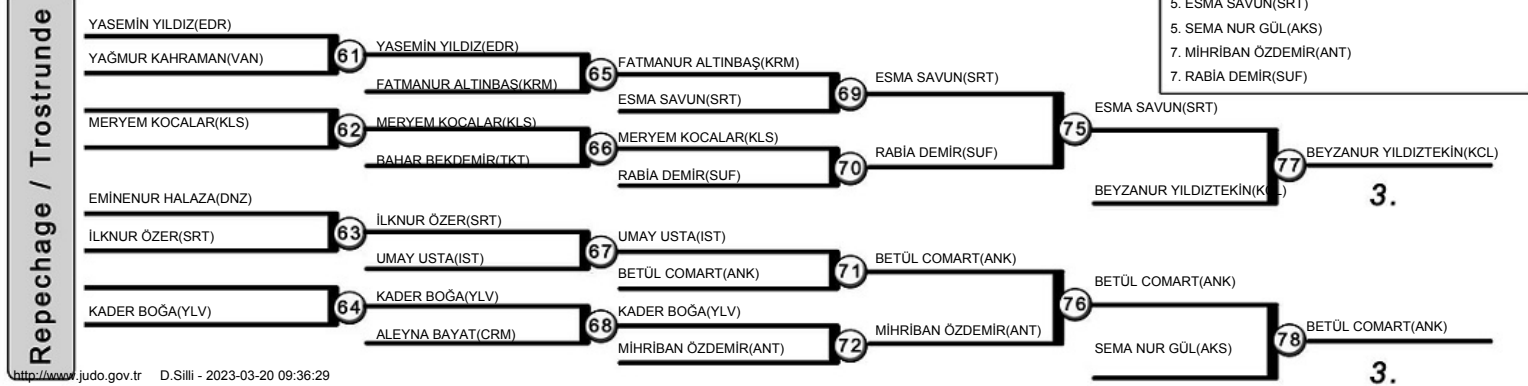 5. ESMA SAVUN(SRT)
5. SEMA NUR GÜL(AKS)
7. MİHRİBAN ÖZDEMİR(ANT)
7. RABİA DEMİR(SUF)
Repechage / Trostrunde
YASEMİN YILDIZ(EDR)
YAĞMUR KAHRAMAN(VAN)
61
MERYEM KOCALAR(KLS)
62
EMİNENUR HALAZA(DNZ)
İLKNUR ÖZER(SRT)
63
KADER BOĞA(YLV)
64
YASEMİN YILDIZ(EDR)
FATMANUR ALTINBAŞ(KRM)
65
MERYEM KOCALAR(KLS)
BAHAR BEKDEMİR(TKT)
66
İLKNUR ÖZER(SRT)
UMAY USTA(IST)
67
KADER BOĞA(YLV)
ALEYNA BAYAT(CRM)
68
FATMANUR ALTINBAŞ(KRM)
ESMA SAVUN(SRT)
69
MERYEM KOCALAR(KLS)
RABİA DEMİR(SUF)
70
UMAY USTA(IST)
BETÜL COMART(ANK)
71
KADER BOĞA(YLV)
MİHRİBAN ÖZDEMİR(ANT)
72
ESMA SAVUN(SRT)
RABİA DEMİR(SUF)
75
BETÜL COMART(ANK)
MİHRİBAN ÖZDEMİR(ANT)
76
ESMA SAVUN(SRT)
BEYZANUR YILDIZTEKİN(KCL)
77
BETÜL COMART(ANK)
SEMA NUR GÜL(AKS)
78
BEYZANUR YILDIZTEKİN(KCL)
3.
BETÜL COMART(ANK)
3.
http://www.judo.gov.tr D.Silli - 2023-03-20 09:36:29